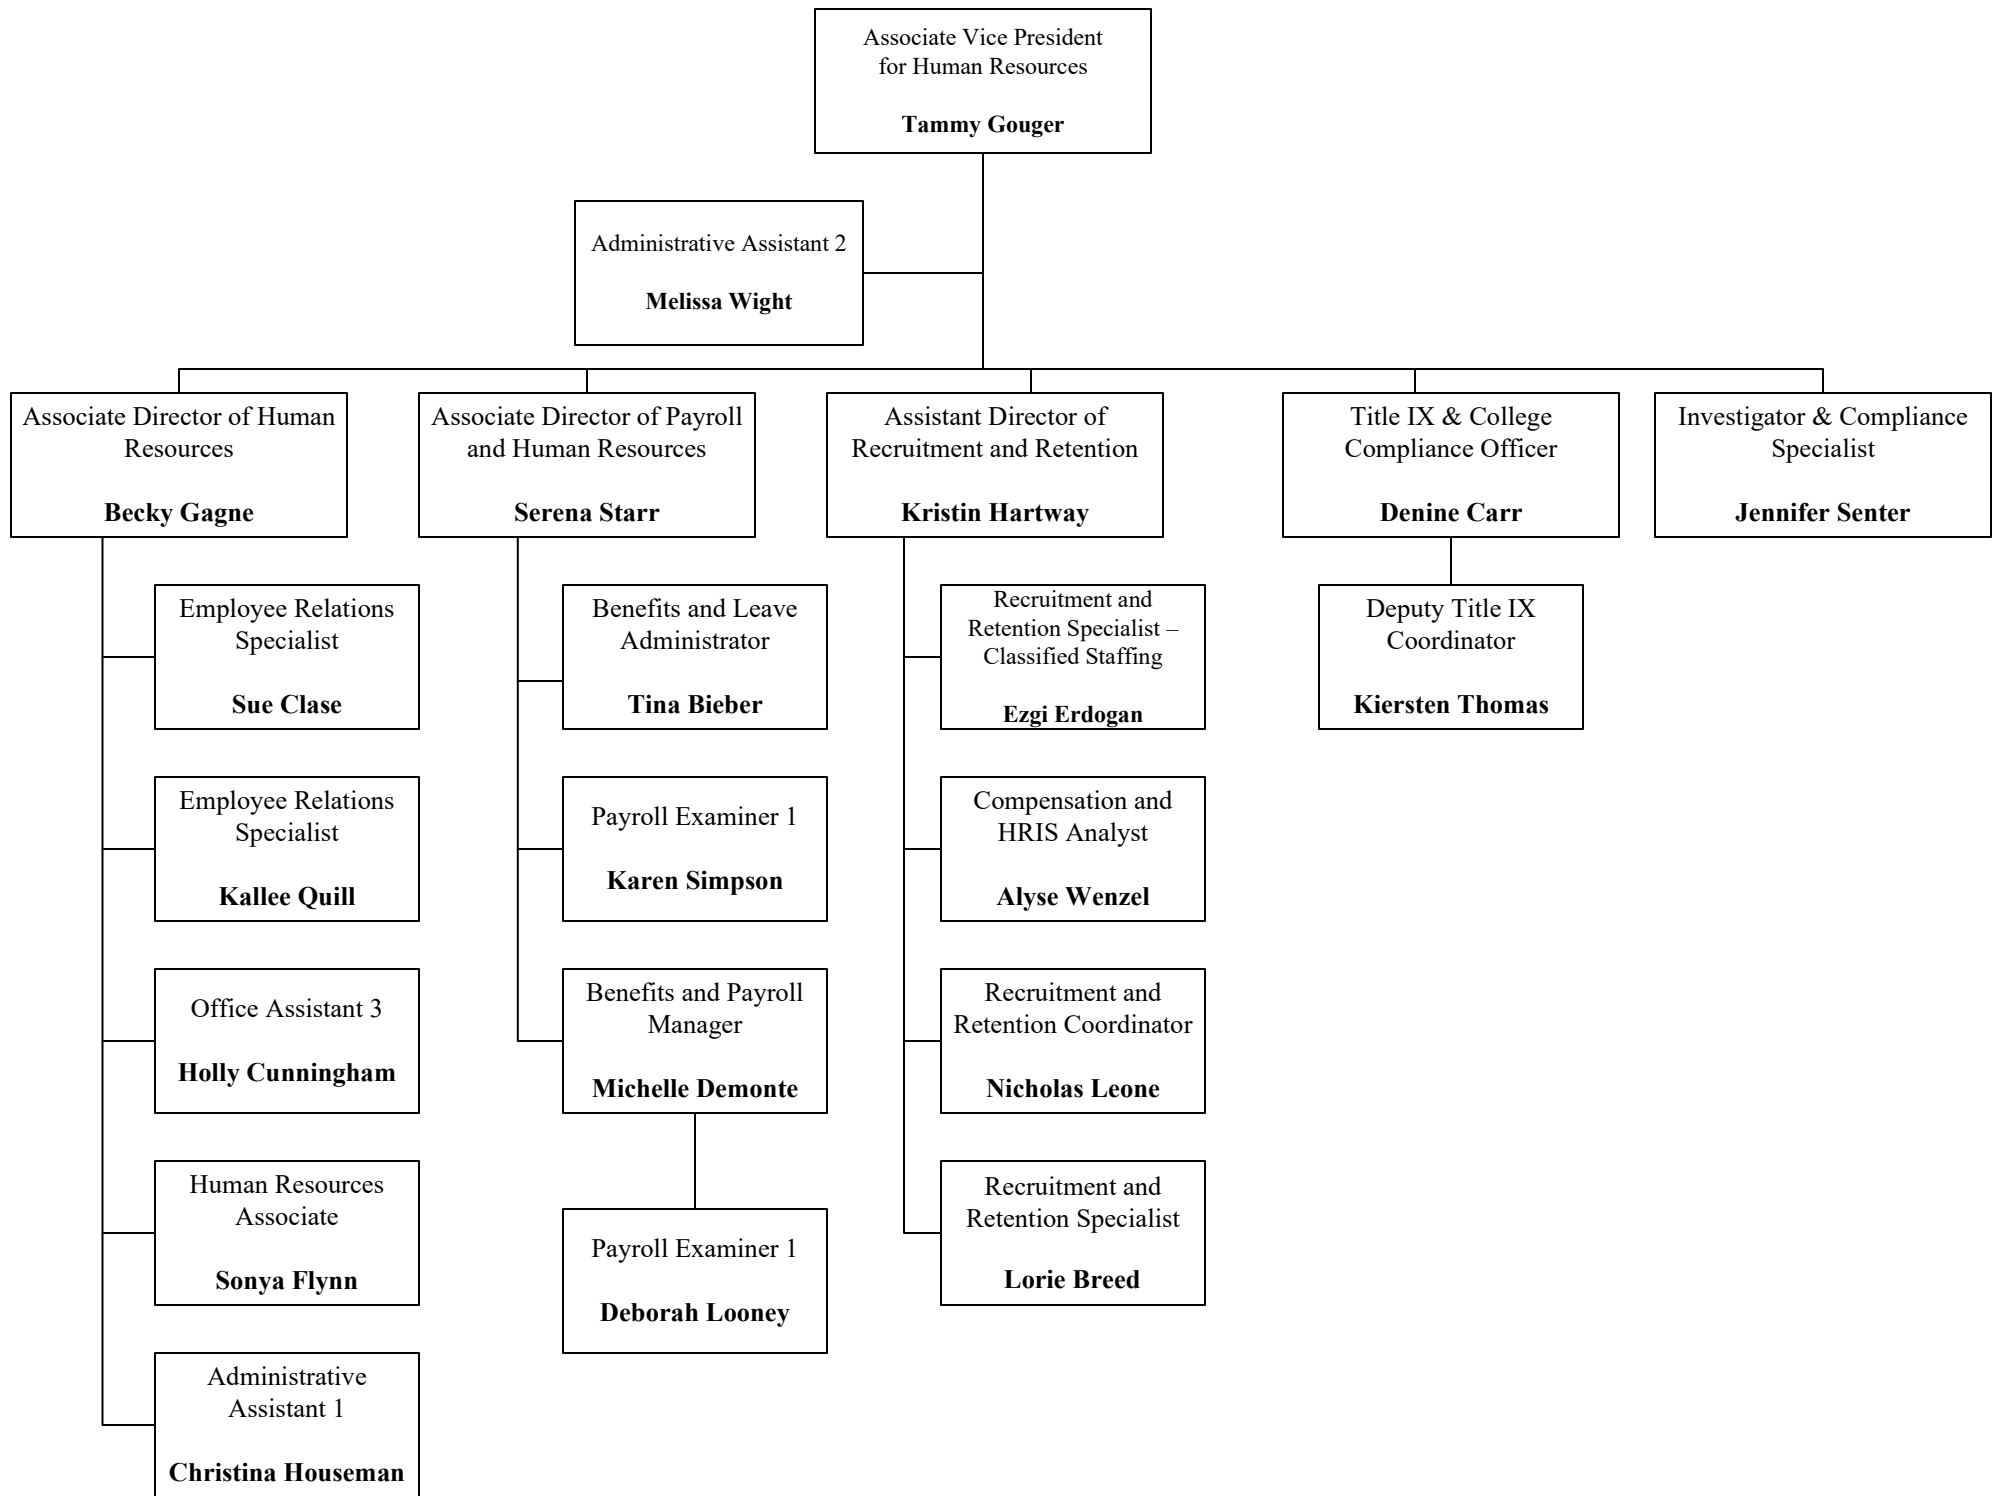 Associate Vice President
for Human Resources
Tammy Gouger
Administrative Assistant 2
Melissa Wight
Associate Director of Human
Resources
Becky Gagne
Associate Director of Payroll
and Human Resources
Serena Starr
Assistant Director of
Recruitment and Retention
Kristin Hartway
Title IX & College
Compliance Officer
Denine Carr
Investigator & Compliance
Specialist
Jennifer Senter
Employee Relations
Specialist
Sue Clase
Benefits and Leave
Administrator
Tina Bieber
Recruitment and
Retention Specialist –
Classified Staffing
Ezgi Erdogan
Deputy Title IX
Coordinator
Kiersten Thomas
Employee Relations
Specialist
Kallee Quill
Payroll Examiner 1
Karen Simpson
Compensation and
HRIS Analyst
Alyse Wenzel
Office Assistant 3
Holly Cunningham
Benefits and Payroll
Manager
Michelle Demonte
Recruitment and
Retention Coordinator
Nicholas Leone
Human Resources
Associate
Sonya Flynn
Payroll Examiner 1
Deborah Looney
Recruitment and
Retention Specialist
Lorie Breed
Administrative
Assistant 1
Christina Houseman